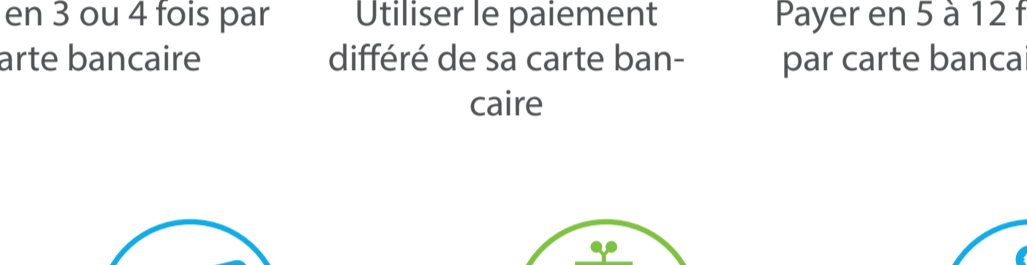 en 3 ou 4 fois par
arte bancaire
Utiliser le paiement
différé de sa carte ban-
caire
Payer en 5 à 12 f
par carte bancai